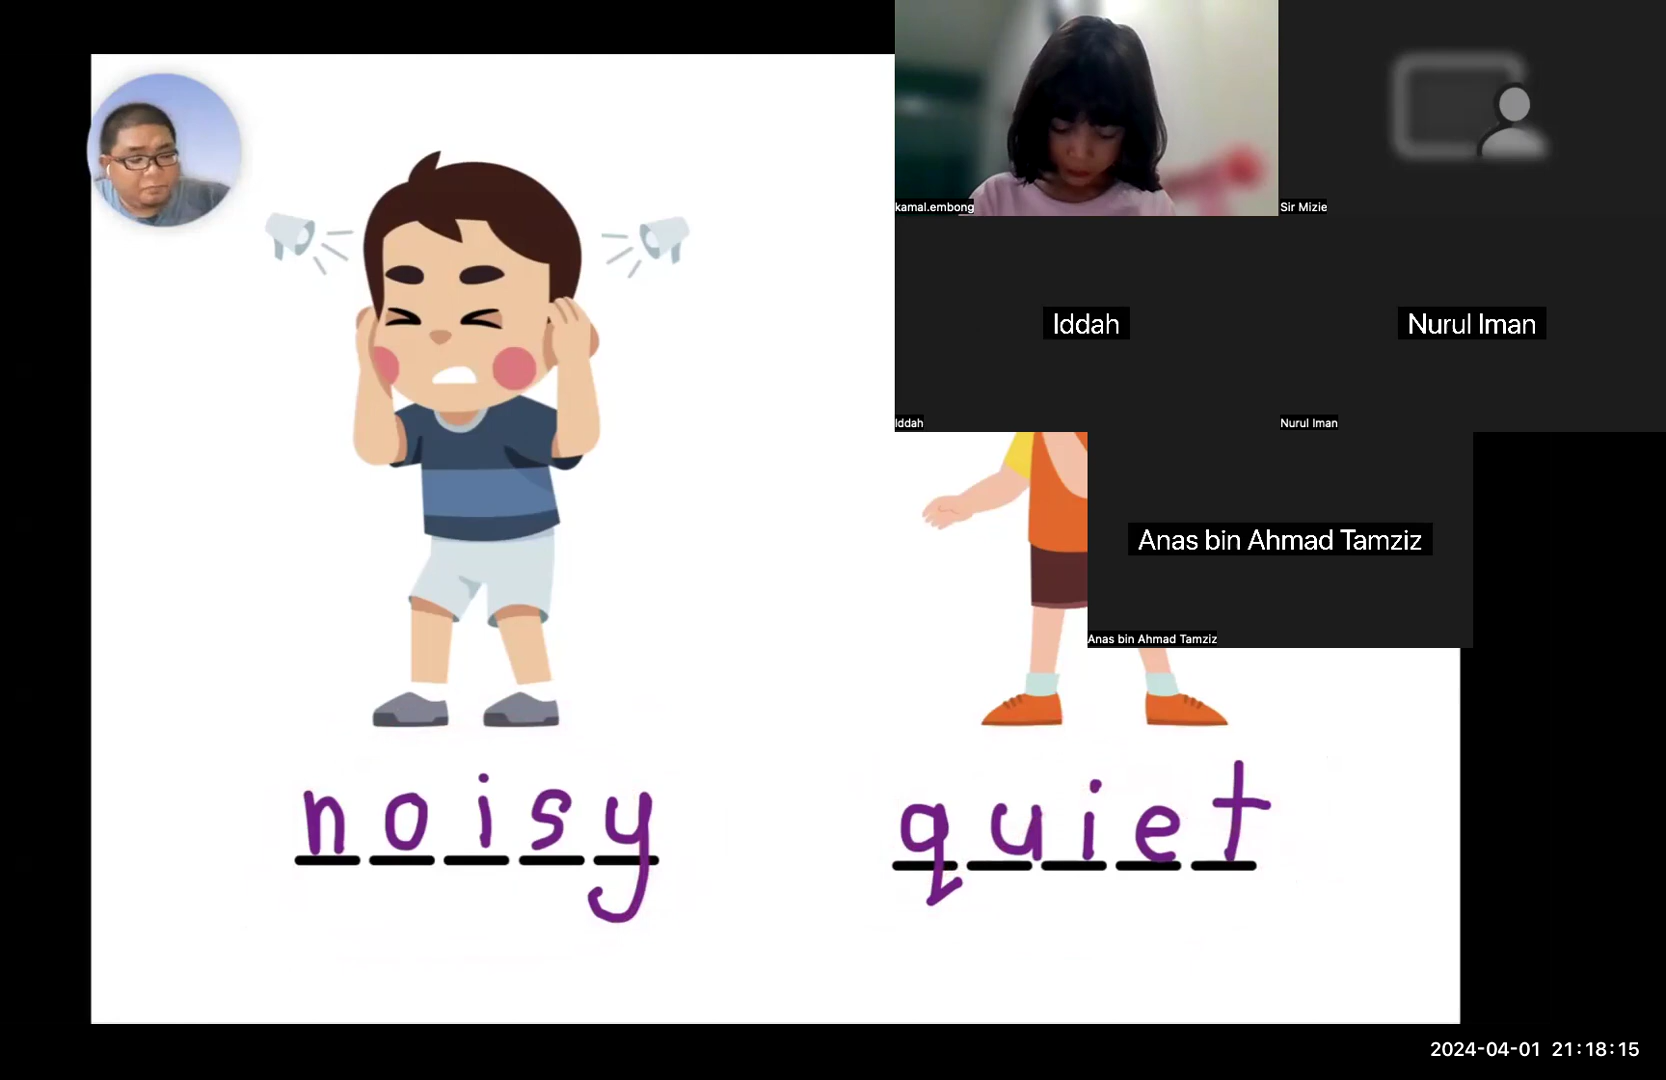 kamal.embong
Sir Mizie
Iddah
Nurul Iman
Iddah
Nurul Iman
Anas bin Ahmad Tamziz
Anas bin Ahmad Tamziz
noisy
quiet
2024-04-01 21:18:15